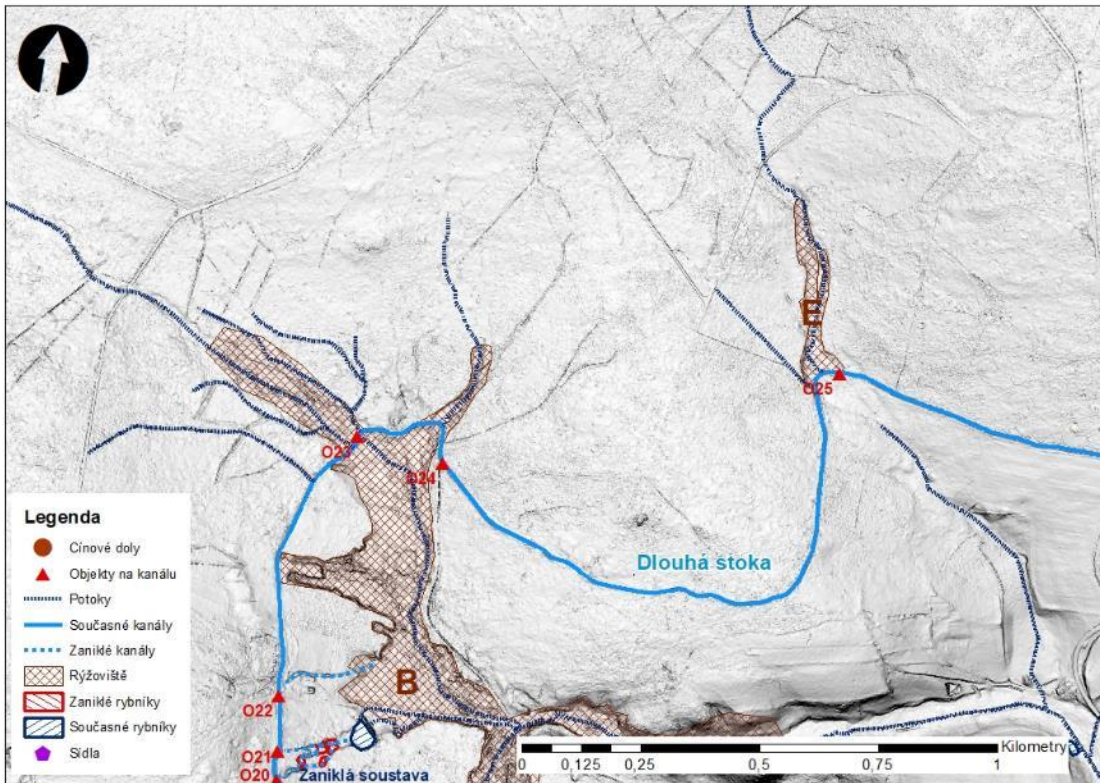 E
O25
O23
O24
Dlouhá stoka
Legenda
Cínové doly
Objekty na kanálu
Potoky
Současné kanály
Zaniklé kanály
Rýžoviště
Zaniklé rybníky
Současné rybníky
Sídla
B
O22
O21
O20
Zaniklá soustava
0 0,125 0,25 0,5 0,75 1 Kilometry